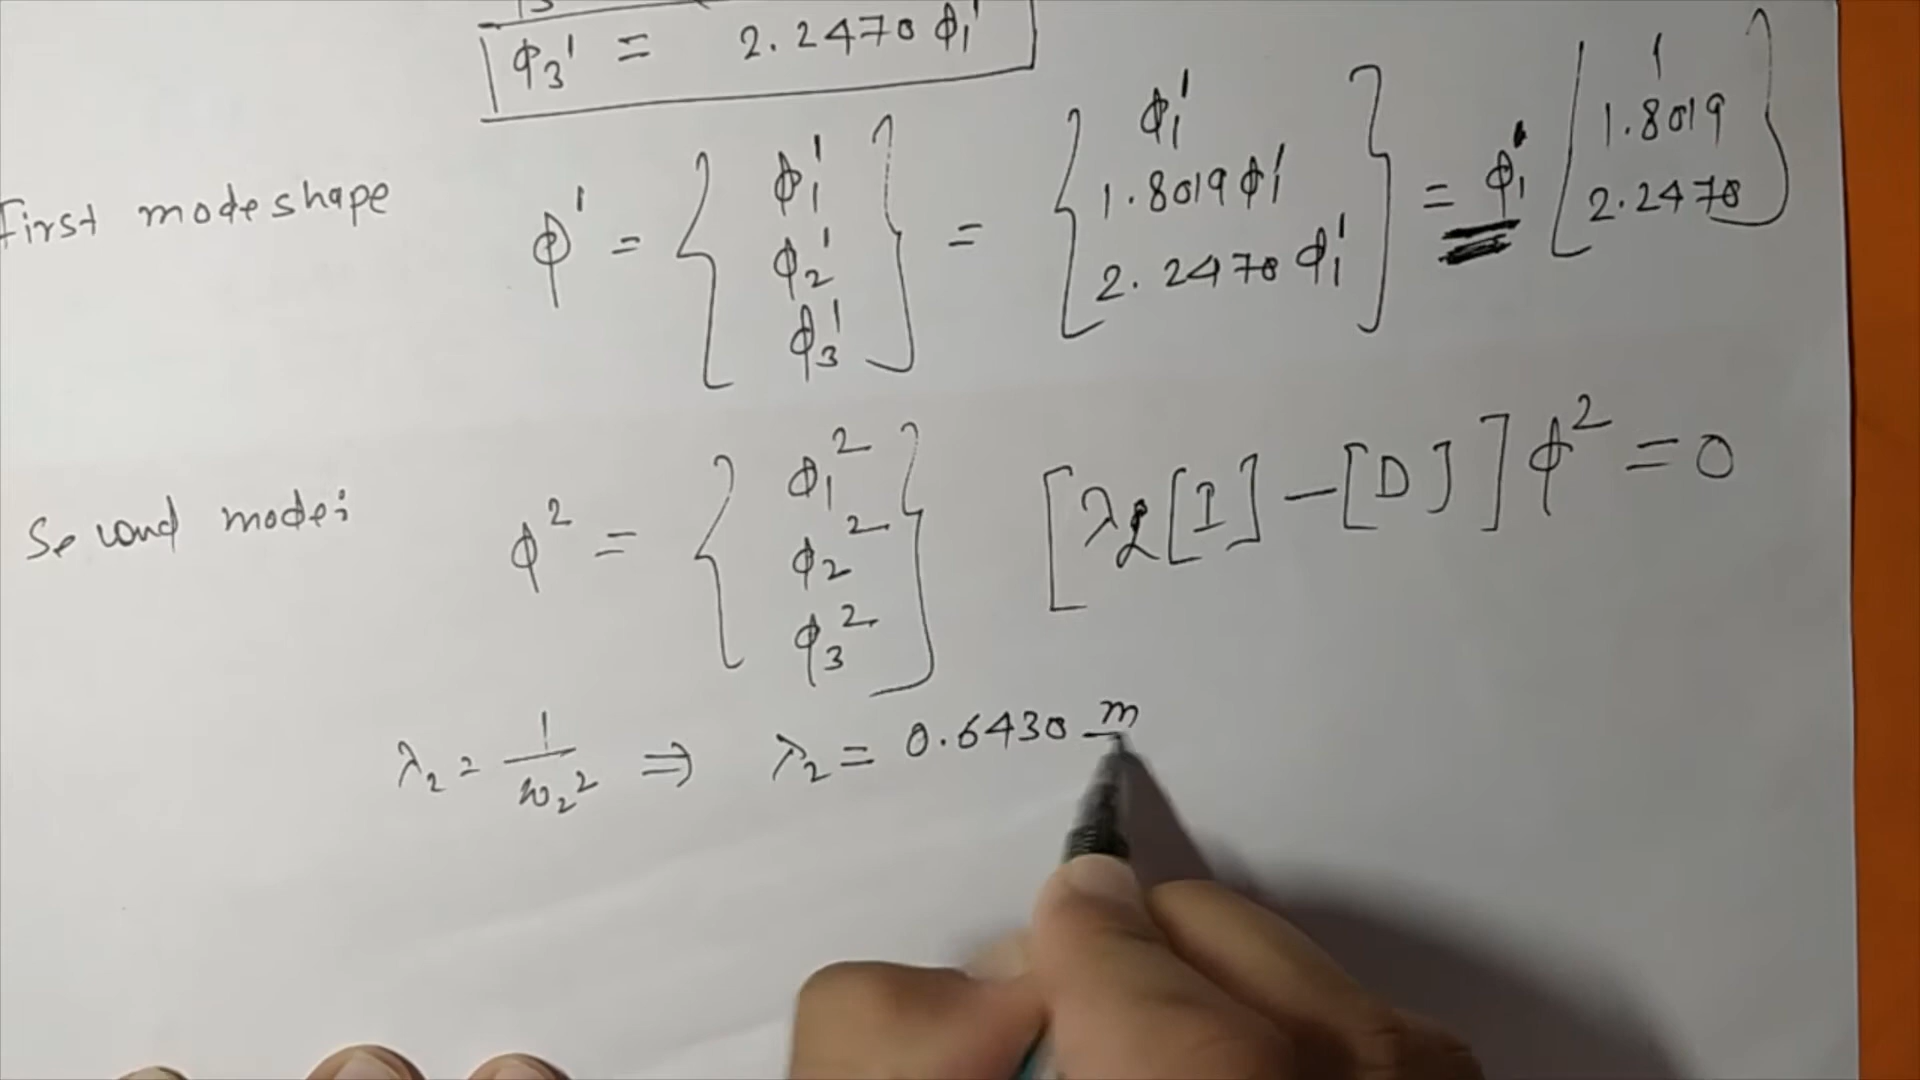 φ₃¹ = 2.2470 φ₁¹
First modeshape φ¹ = { φ₁¹ φ₂¹ φ₃¹ } = { φ₁¹ 1.8019 φ₁¹ 2.2470 φ₁¹ } = φ₁¹ { 1 1.8019 2.2470 }
Second mode: φ² = { φ₁² φ₂² φ₃² } [λ₂[I] − [D]] φ² = 0
λ₂ = 1/ω₂² ⇒ λ₂ = 0.6430 m